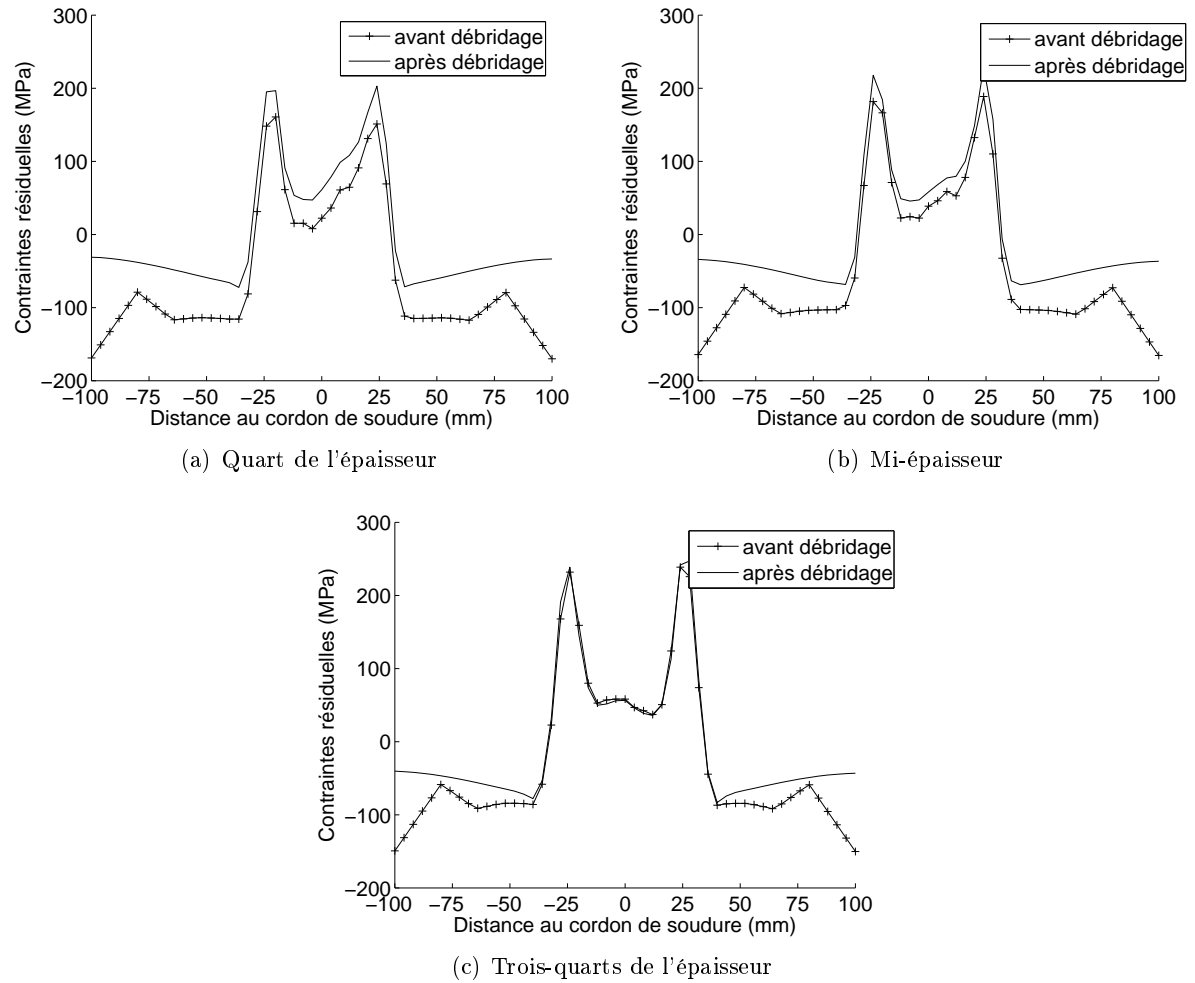 300
200
100
0
−100
−200
−100 −75 −50 −25 0 25 50 75 100
Contraintes résiduelles (MPa)
Distance au cordon de soudure (mm)
avant débridage
après débridage
(a) Quart de l'épaisseur
300
200
100
0
−100
−200
−100 −75 −50 −25 0 25 50 75 100
Contraintes résiduelles (MPa)
Distance au cordon de soudure (mm)
avant débridage
après débridage
(b) Mi-épaisseur
300
200
100
0
−100
−200
−100 −75 −50 −25 0 25 50 75 100
Contraintes résiduelles (MPa)
Distance au cordon de soudure (mm)
avant débridage
après débridage
(c) Trois-quarts de l'épaisseur